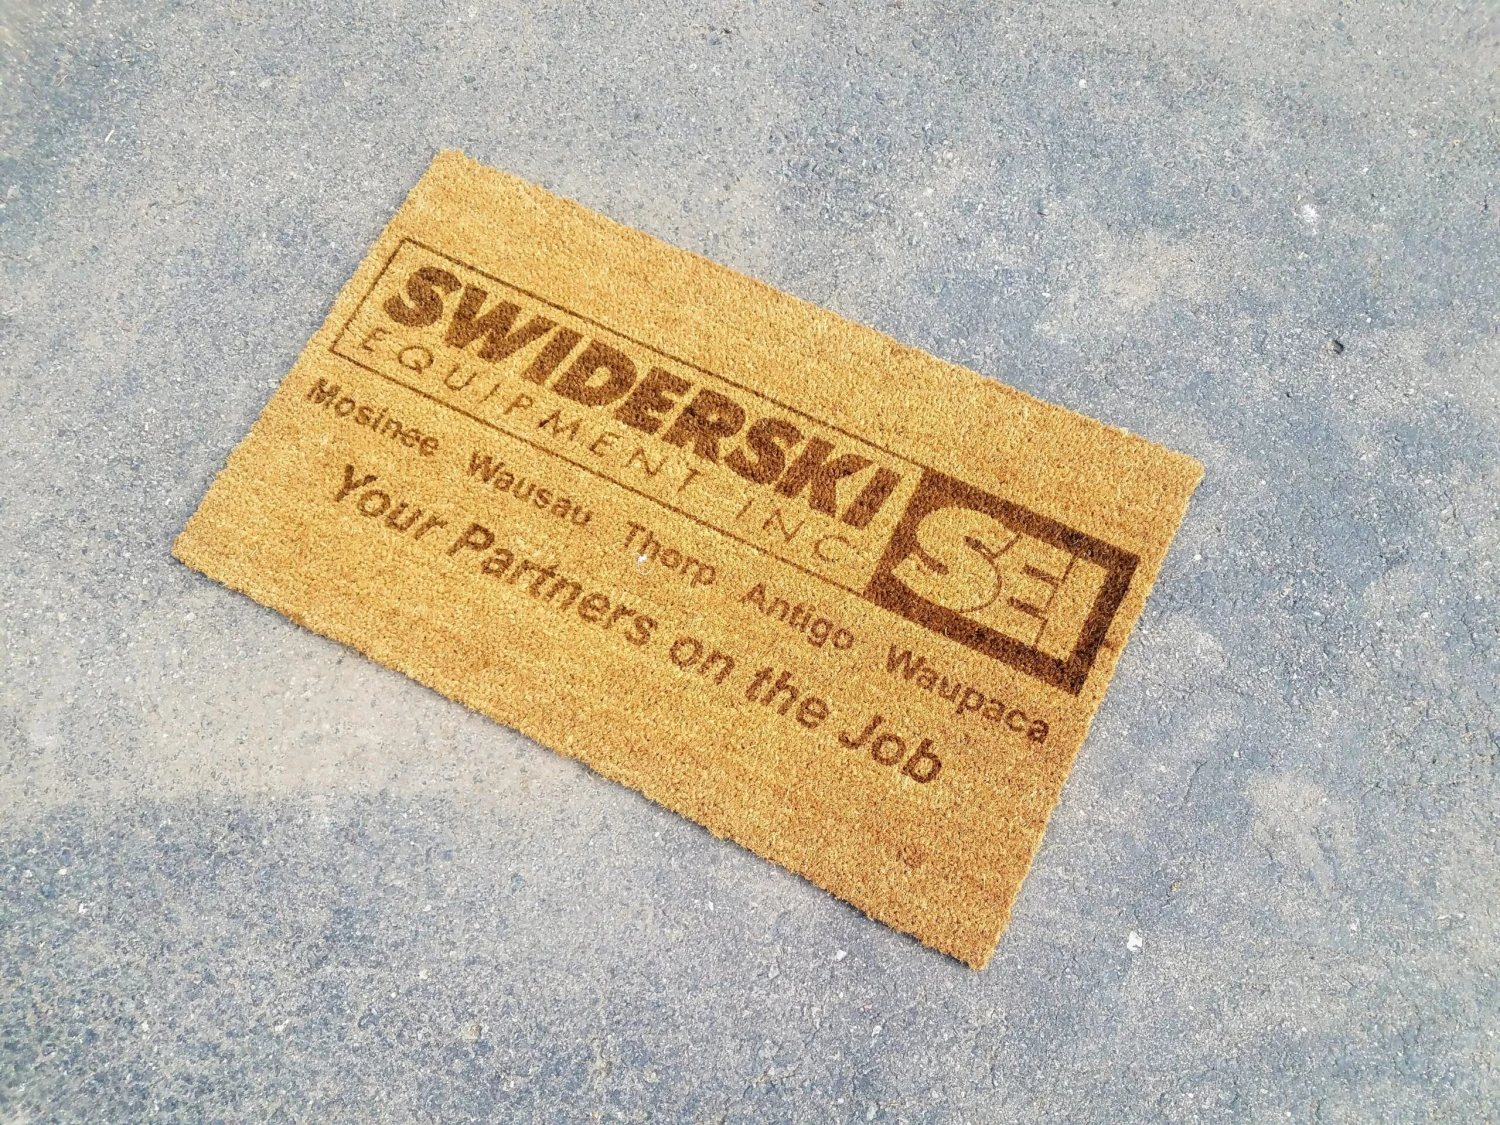 SWIDERSKI
EQUIPMENT INC
SEI
Mosinee Wausau Thorp Antigo Waupaca
Your Partners on the Job